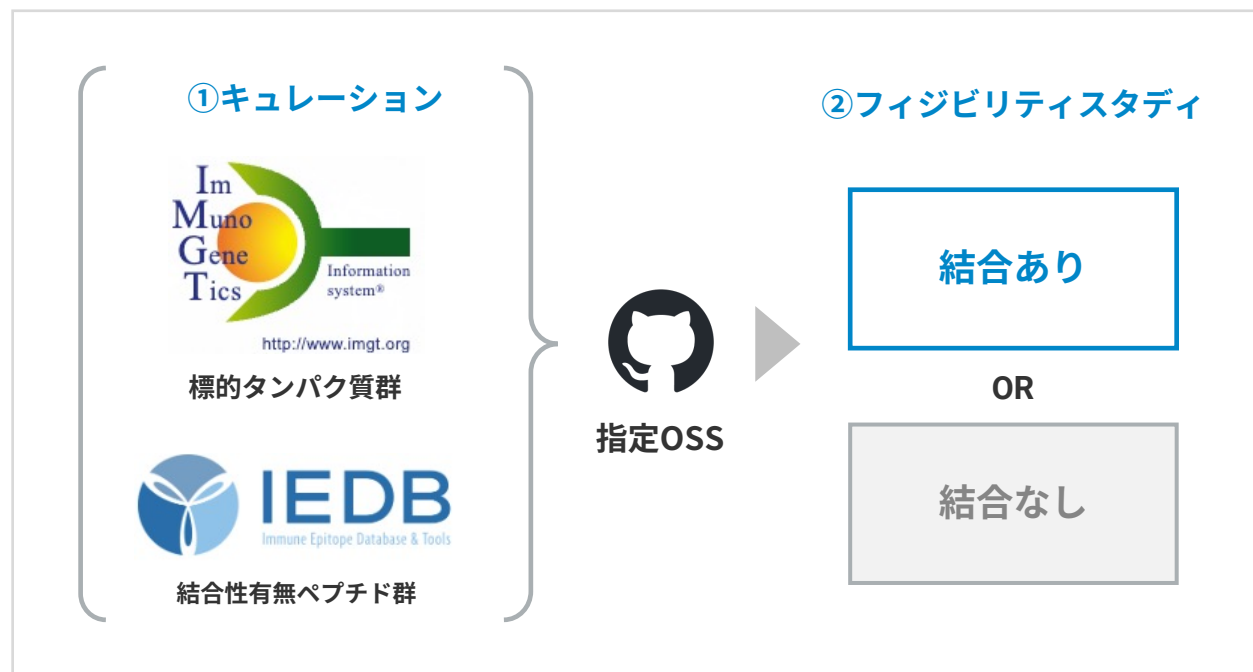 ①キュレーション
Im
Muno
Gene
Tics
Information
system®
http://www.imgt.org
標的タンパク質群
IEDB
Immune Epitope Database & Tools
結合性有無ペプチド群
指定OSS
②フィジビリティスタディ
結合あり
OR
結合なし